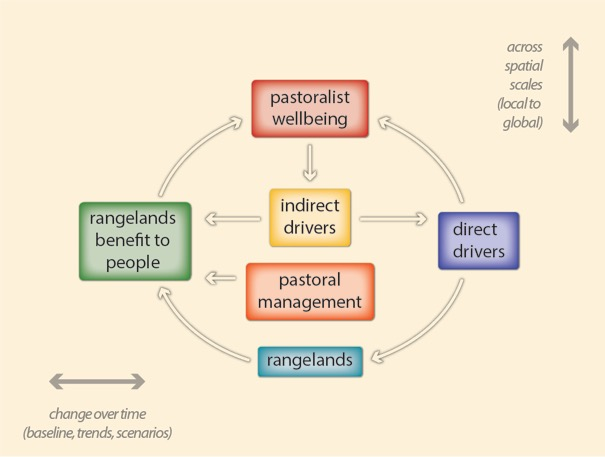 across
spatial
scales
(local to
global)
pastoralist
wellbeing
indirect
drivers
rangelands
benefit to
people
direct
drivers
pastoral
management
rangelands
change over time
(baseline, trends, scenarios)